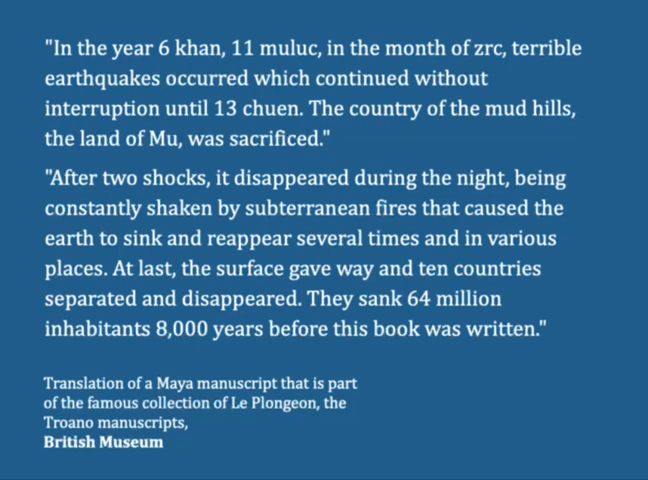 "In the year 6 khan, 11 muluc, in the month of zrc, terrible
earthquakes occurred which continued without
interruption until 13 chuen. The country of the mud hills,
the land of Mu, was sacrificed."
"After two shocks, it disappeared during the night, being
constantly shaken by subterranean fires that caused the
earth to sink and reappear several times and in various
places. At last, the surface gave way and ten countries
separated and disappeared. They sank 64 million
inhabitants 8,000 years before this book was written."
Translation of a Maya manuscript that is part
of the famous collection of Le Plongeon, the
Troano manuscripts,
British Museum